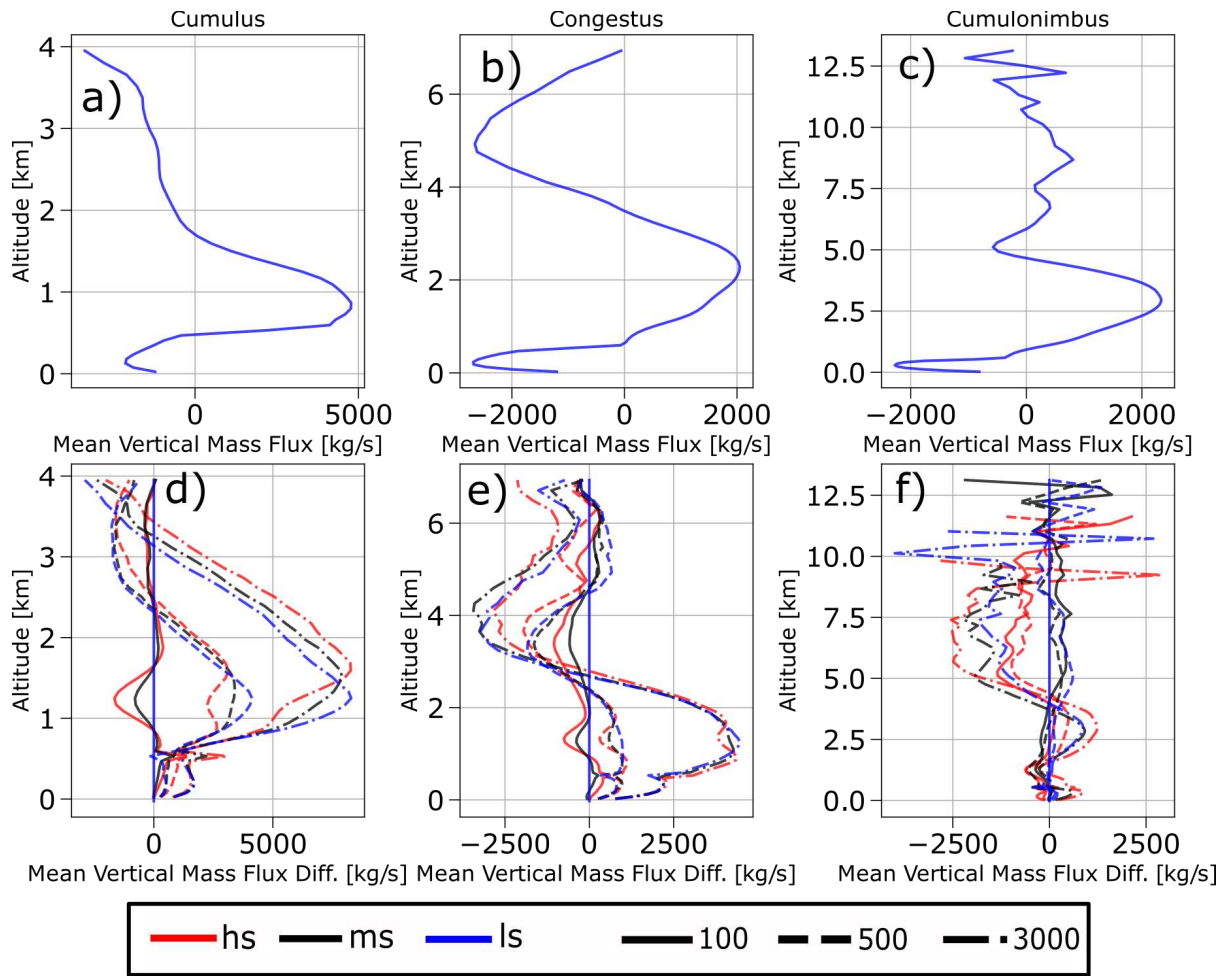 Cumulus Congestus Cumulonimbus
a) b) c)
Altitude [km] Altitude [km] Altitude [km]
4 3 2 1 0
6 4 2 0
12.5 10.0 7.5 5.0 2.5 0.0
0 5000 −2000 0 2000 −2000 0 2000
Mean Vertical Mass Flux [kg/s] Mean Vertical Mass Flux [kg/s] Mean Vertical Mass Flux [kg/s]
d) e) f)
Altitude [km] Altitude [km] Altitude [km]
4 3 2 1 0
6 4 2 0
12.5 10.0 7.5 5.0 2.5 0.0
0 5000 −2500 0 2500 −2500 0 2500
Mean Vertical Mass Flux Diff. [kg/s] Mean Vertical Mass Flux Diff. [kg/s] Mean Vertical Mass Flux Diff. [kg/s]
hs ms ls 100 500 3000